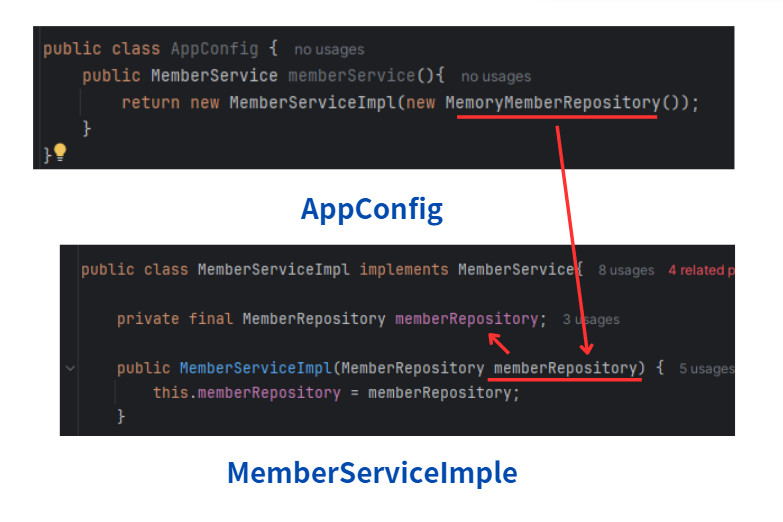 public class AppConfig { no usages
public MemberService memberService(){ no usages
return new MemberServiceImpl(new MemoryMemberRepository());
}
}
AppConfig
public class MemberServiceImpl implements MemberService{ 8 usages 4 related p
private final MemberRepository memberRepository; 3 usages
public MemberServiceImpl(MemberRepository memberRepository) { 5 usages
this.memberRepository = memberRepository;
}
MemberServiceImple